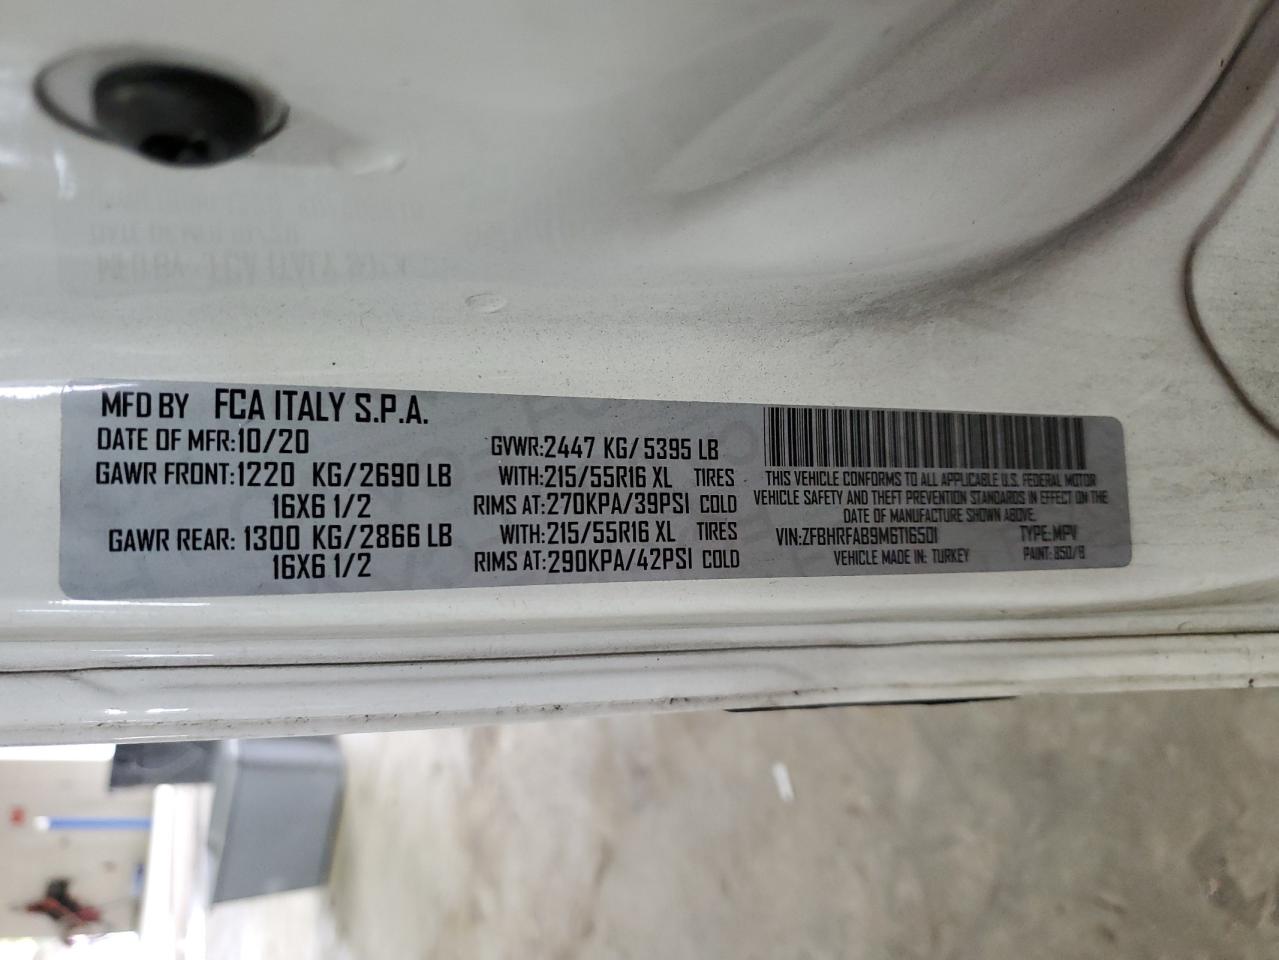 MFD BY FCA ITALY S.P.A.
DATE OF MFR:10/20
GAWR FRONT:1220 KG/2690 LB
16X6 1/2
GAWR REAR: 1300 KG/2866 LB
16X6 1/2
GVWR:2447 KG/5395 LB
WITH:215/55R16 XL TIRES
RIMS AT:270KPA/39PSI COLD
WITH:215/55R16 XL TIRES
RIMS AT:290KPA/42PSI COLD
THIS VEHICLE CONFORMS TO ALL APPLICABLE U.S. FEDERAL MOTOR
VEHICLE SAFETY AND THEFT PREVENTION STANDARDS IN EFFECT ON THE
DATE OF MANUFACTURE SHOWN ABOVE.
VIN:ZFBHRFAB9M6T16501 TYPE:MPV
VEHICLE MADE IN: TURKEY PAINT: 850/B